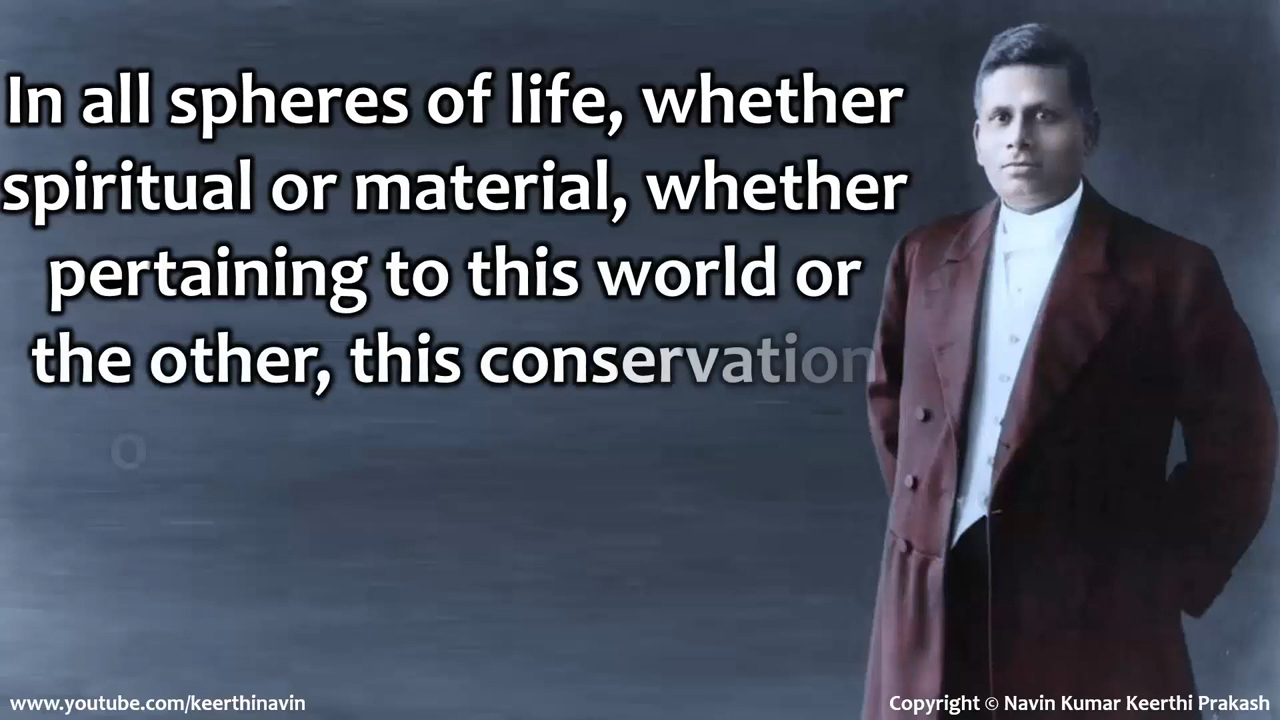 In all spheres of life, whether
spiritual or material, whether
pertaining to this world or
the other, this conservation
o
www.youtube.com/keerthinavin
Copyright © Navin Kumar Keerthi Prakash